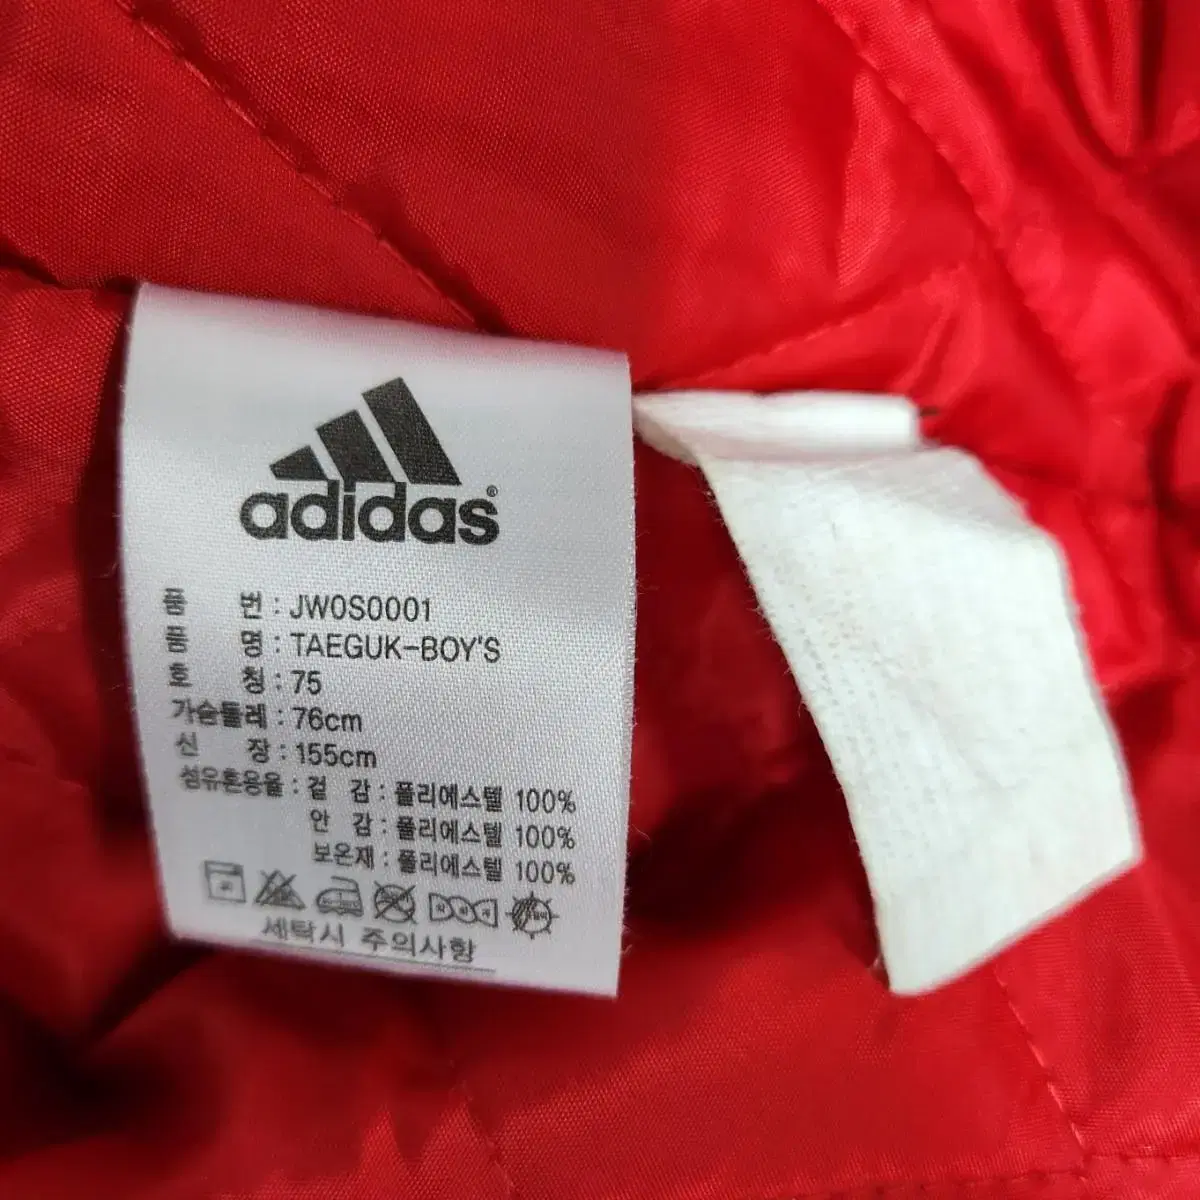 adidas®
품 번 : JW0S0001
품 명 : TAEGUK-BOY'S
호 칭 : 75
가슴둘레 : 76cm
신 장 : 155cm
섬유혼용율 : 겉 감 : 폴리에스텔 100%
안 감 : 폴리에스텔 100%
보온재 : 폴리에스텔 100%
세탁시 주의사항